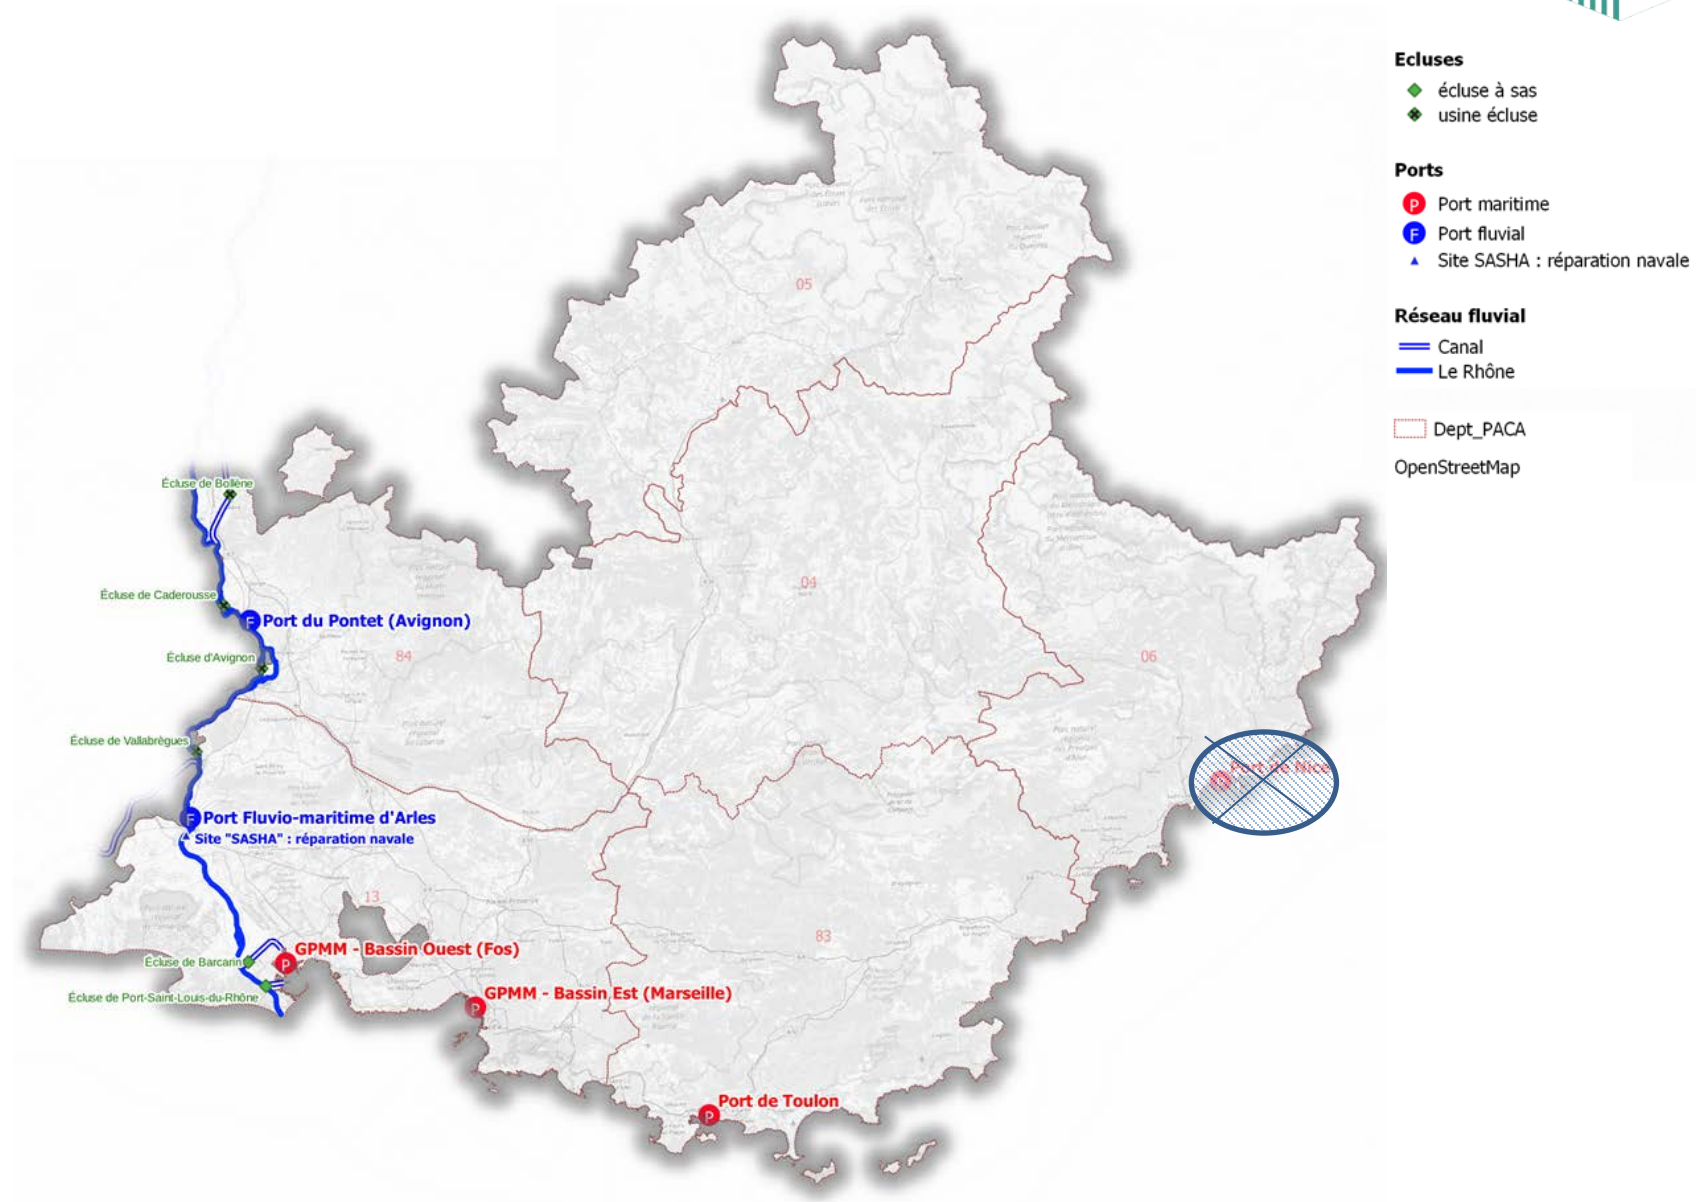 Ecluses
écluse à sas
usine écluse
Ports
P Port maritime
F Port fluvial
Site SASHA : réparation navale
Réseau fluvial
Canal
Le Rhône
Dept_PACA
OpenStreetMap
05
Écluse de Bollène
04
Écluse de Caderousse
F Port du Pontet (Avignon)
84
Écluse d'Avignon
06
Écluse de Vallabrègues
Port de Nice
F Port Fluvio-maritime d'Arles
Site "SASHA" : réparation navale
13
83
GPMM - Bassin Ouest (Fos)
P
Écluse de Barcarin
Écluse de Port-Saint-Louis-du-Rhône
GPMM - Bassin Est (Marseille)
P
Port de Toulon
P